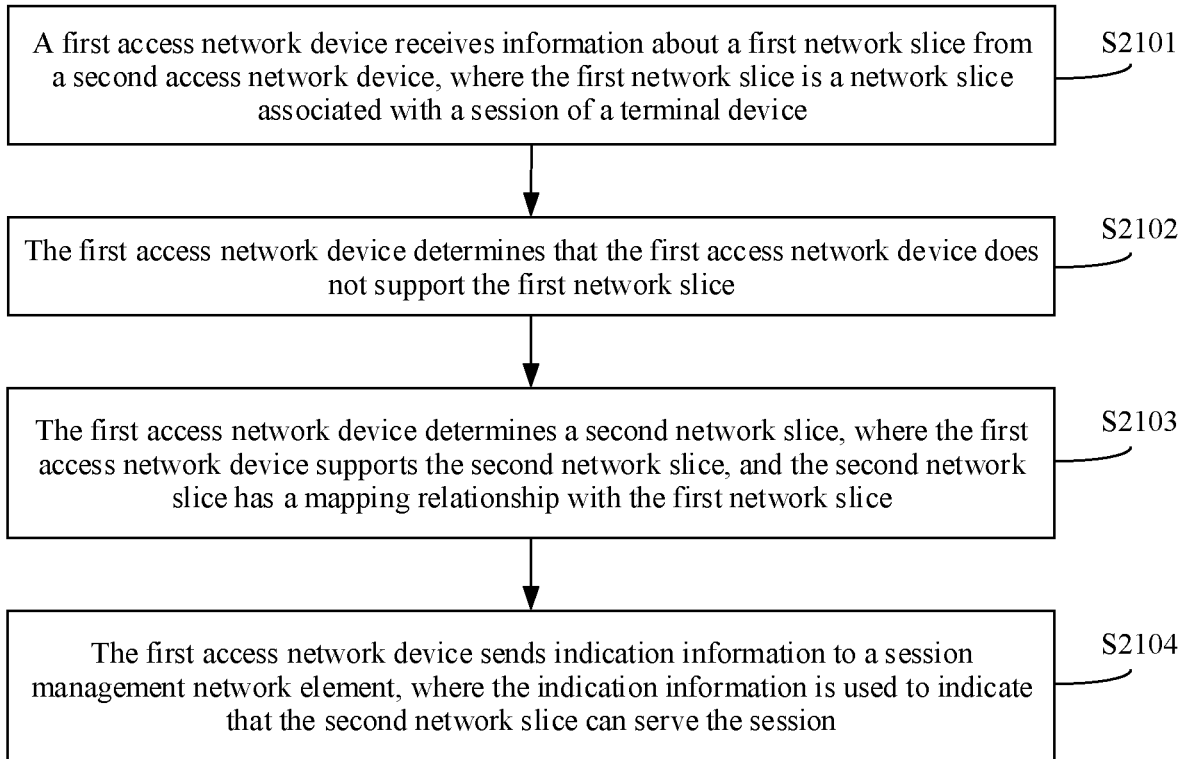 A first access network device receives information about a first network slice from
a second access network device, where the first network slice is a network slice
associated with a session of a terminal device
S2101
The first access network device determines that the first access network device does
not support the first network slice
S2102
The first access network device determines a second network slice, where the first
access network device supports the second network slice, and the second network
slice has a mapping relationship with the first network slice
S2103
The first access network device sends indication information to a session
management network element, where the indication information is used to indicate
that the second network slice can serve the session
S2104